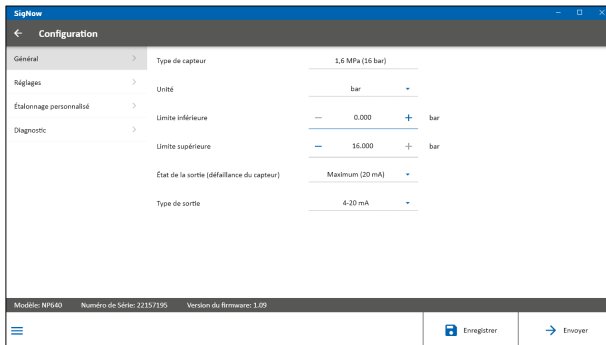 SigNow
Configuration
Général
Réglages
Étalonnage personnalisé
Diagnostic
Type de capteur 1,6 MPa (16 bar)
Unité bar
Limite inférieure 0.000 bar
Limite supérieure 16.000 bar
État de la sortie (défaillance du capteur) Maximum (20 mA)
Type de sortie 4-20 mA
Modèle: NP640 Numéro de Série: 22157195 Version du firmware: 1.09
Enregistrer Envoyer